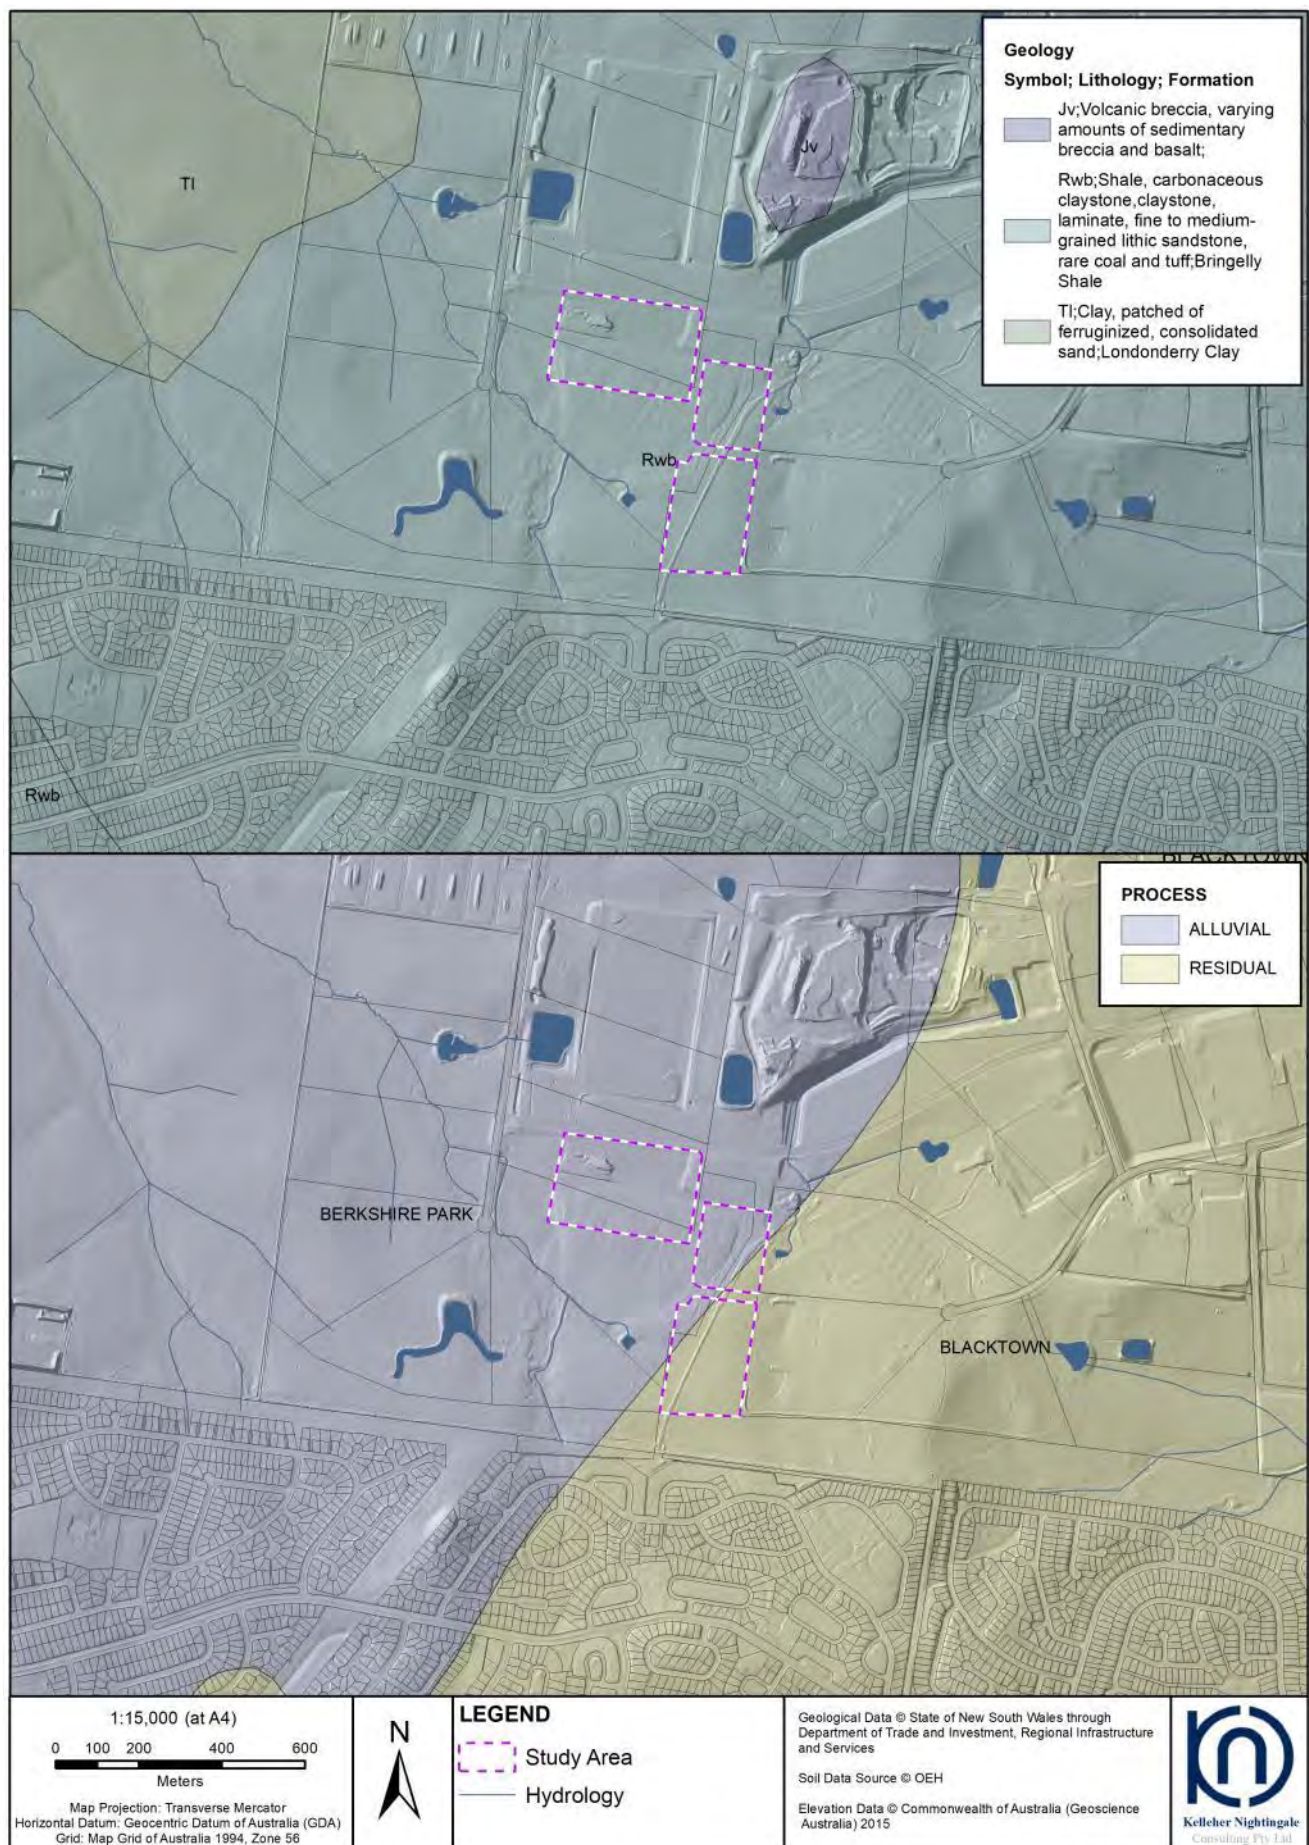 Geology
Symbol; Lithology; Formation
Jv;Volcanic breccia, varying
amounts of sedimentary
breccia and basalt;
Rwb;Shale, carbonaceous
claystone,claystone,
laminate, fine to medium-
grained lithic sandstone,
rare coal and tuff;Bringelly
Shale
Tl;Clay, patched of
ferruginized, consolidated
sand;Londonderry Clay
Jv
Tl
Rwb
Rwb
BLACKTOWN
PROCESS
ALLUVIAL
RESIDUAL
BERKSHIRE PARK
BLACKTOWN
1:15,000 (at A4)
0 100 200 400 600
Meters
Map Projection: Transverse Mercator
Horizontal Datum: Geocentric Datum of Australia (GDA)
Grid: Map Grid of Australia 1994, Zone 56
N
LEGEND
Study Area
Hydrology
Geological Data © State of New South Wales through
Department of Trade and Investment, Regional Infrastructure
and Services
Soil Data Source © OEH
Elevation Data © Commonwealth of Australia (Geoscience
Australia) 2015
Kelleher Nightingale
Consulting Pty Ltd